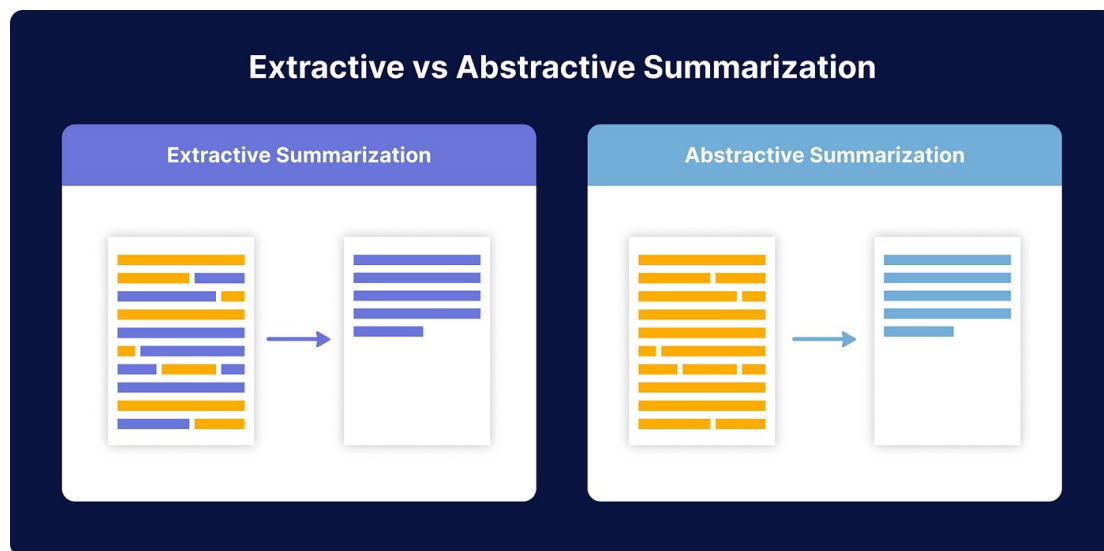 Extractive vs Abstractive Summarization
Extractive Summarization
Abstractive Summarization